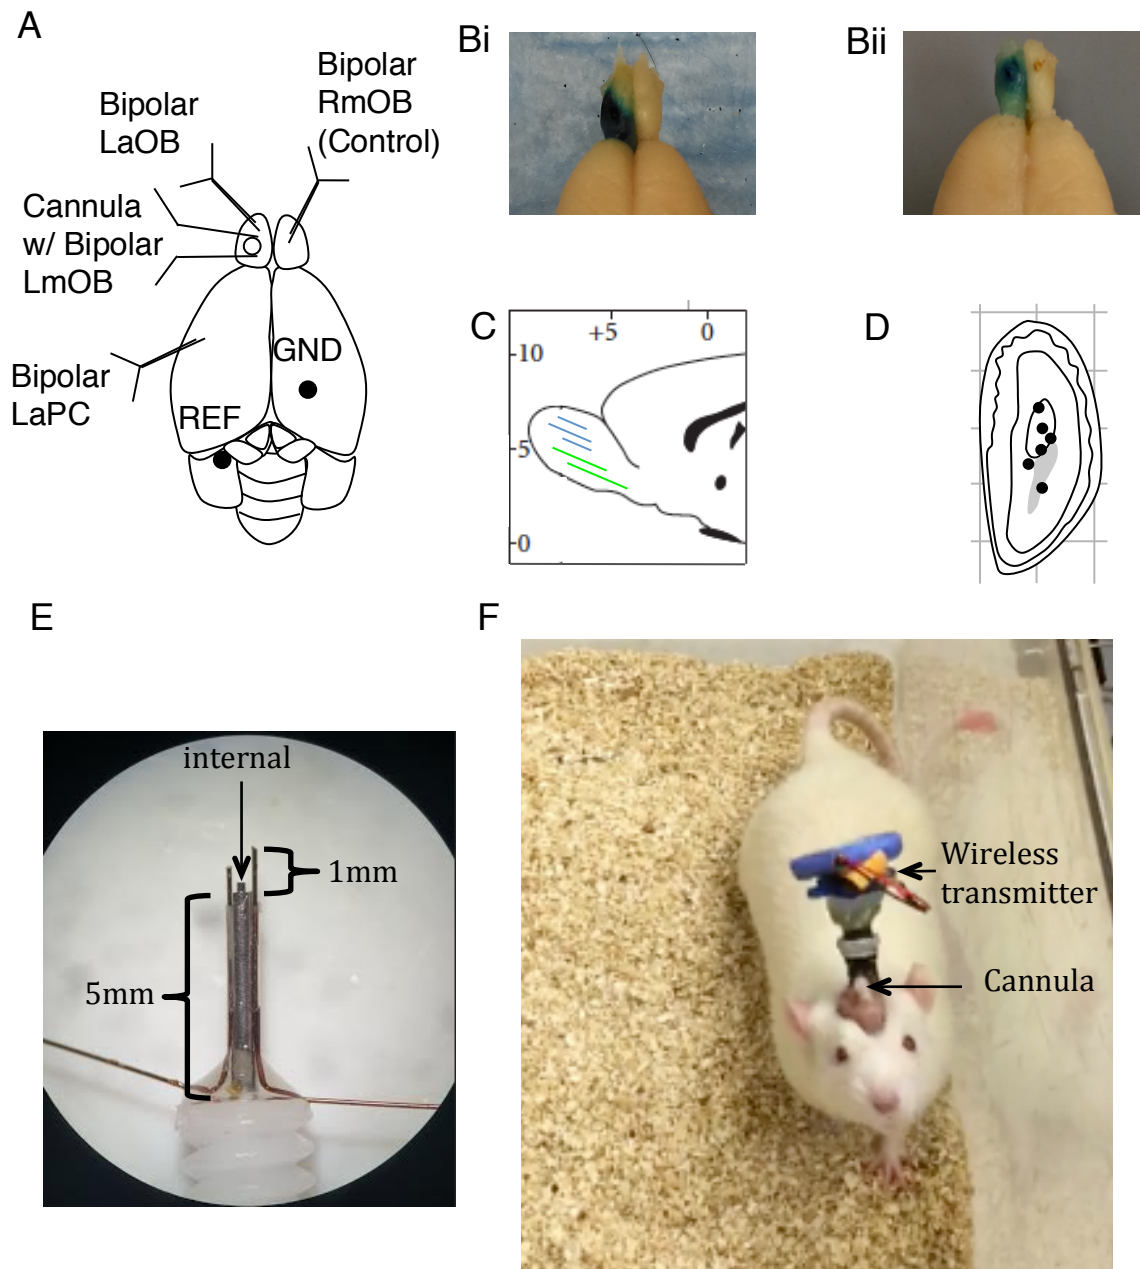 A
Bipolar
LaOB
Bipolar
RmOB
(Control)
Cannula
w/ Bipolar
LmOB
Bipolar
LaPC
GND
REF
Bi
Bii
C
+5
0
-10
-5
-0
D
E
internal
1mm
5mm
F
Wireless
transmitter
Cannula